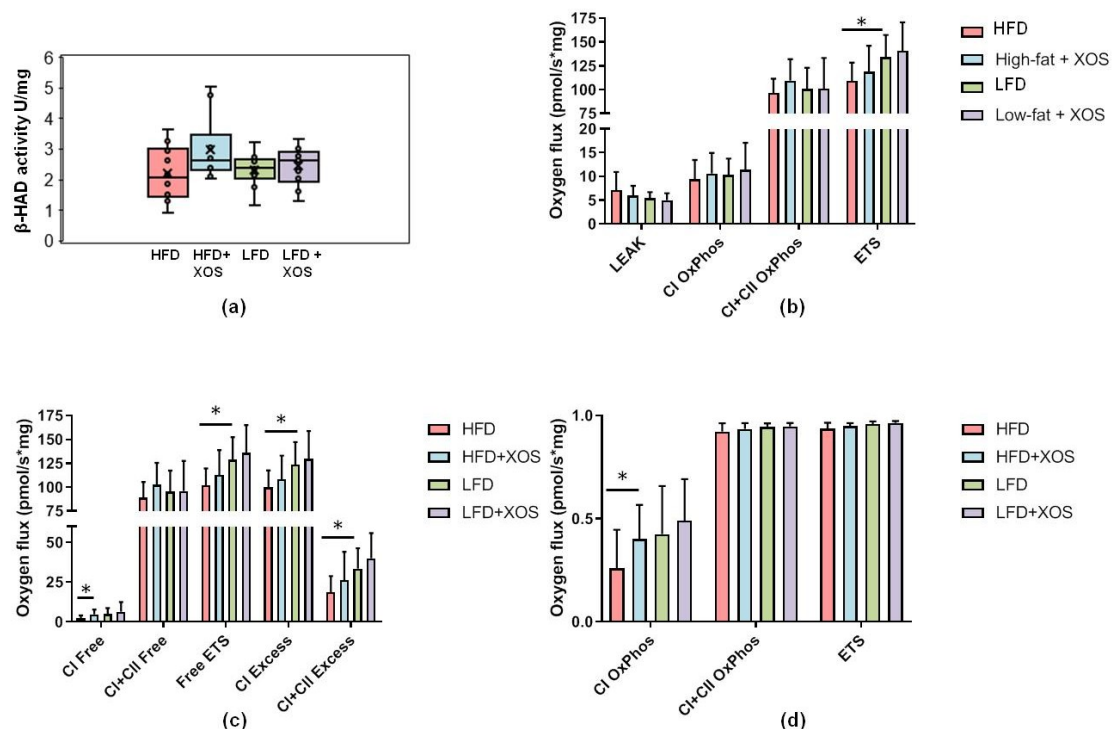 β-HAD activity U/mg
6
5
4
3
2
1
0
HFD
HFD+
XOS
LFD
LFD +
XOS
(a)
Oxygen flux (pmol/s*mg)
175
150
125
100
75
20
15
10
5
0
*
LEAK
CI OxPhos
CI+CII OxPhos
ETS
HFD
High-fat + XOS
LFD
Low-fat + XOS
(b)
Oxygen flux (pmol/s*mg)
175
150
125
100
75
50
25
0
*
*
*
*
CI Free
CI+CII Free
Free ETS
CI Excess
CI+CII Excess
HFD
HFD+XOS
LFD
LFD+XOS
(c)
Oxygen flux (pmol/s*mg)
1.0
0.5
0.0
*
CI OxPhos
CI+CII OxPhos
ETS
HFD
HFD+XOS
LFD
LFD+XOS
(d)